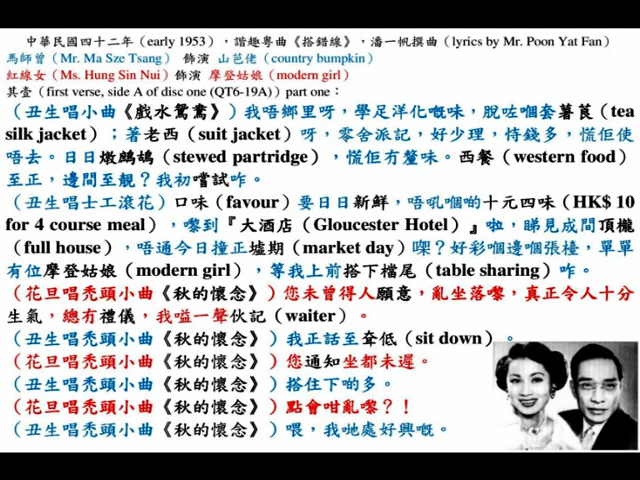 中華民國四十二年（early 1953），諧趣粵曲《搭錯線》，潘一帆撰曲（lyrics by Mr. Poon Yat Fan）
馬師曾（Mr. Ma Sze Tsang） 飾演 山芭佬（country bumpkin）
紅線女（Ms. Hung Sin Nui）飾演 摩登姑娘（modern girl）
其壹（first verse, side A of disc one (QT6-19A)）part one：
（丑生唱小曲《戲水鴛鴦》）我唔鄉里呀，學足洋化嘅味，脫咗嗰套薯莨（tea
silk jacket）；著老西（suit jacket）呀，零舍派記，好少理，恃錢多，慌佢使
唔去。日日燉鷓鴣（stewed partridge），慌佢冇釐味。西餐（western food）
至正，邊間至靚？我初嚐試咋。
（丑生唱士工滾花）口味（favour）要日日新鮮，唔吼嗰啲十元四味（HK$ 10
for 4 course meal），嚟到『大酒店（Gloucester Hotel）』啦，睇見成間頂櫳
（full house），唔通今日撞正墟期（market day）㗎？好彩嗰邊嗰張檯，單單
有位摩登姑娘（modern girl），等我上前搭下檔尾（table sharing）咋。
（花旦唱禿頭小曲《秋的懷念》）您未曾得人願意，亂坐落嚟，真正令人十分
生氣，總冇禮儀，我嗌一聲伙記（waiter）。
（丑生唱禿頭小曲《秋的懷念》）我正話至耷低（sit down）。
（花旦唱禿頭小曲《秋的懷念》）您通知坐都未遲。
（丑生唱禿頭小曲《秋的懷念》）搭住下啲多。
（花旦唱禿頭小曲《秋的懷念》）點會咁亂嚟？！
（丑生唱禿頭小曲《秋的懷念》）喂，我哋處好興嘅。